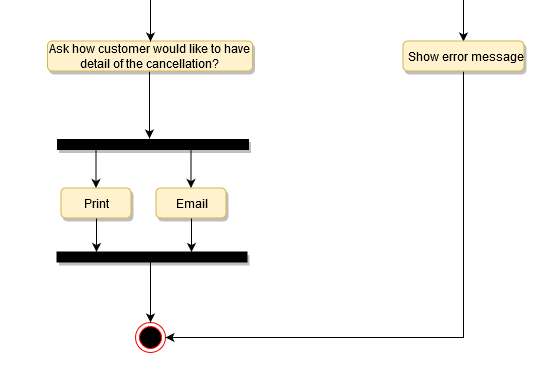 Ask how customer would like to have
detail of the cancellation?
Show error message
Print
Email